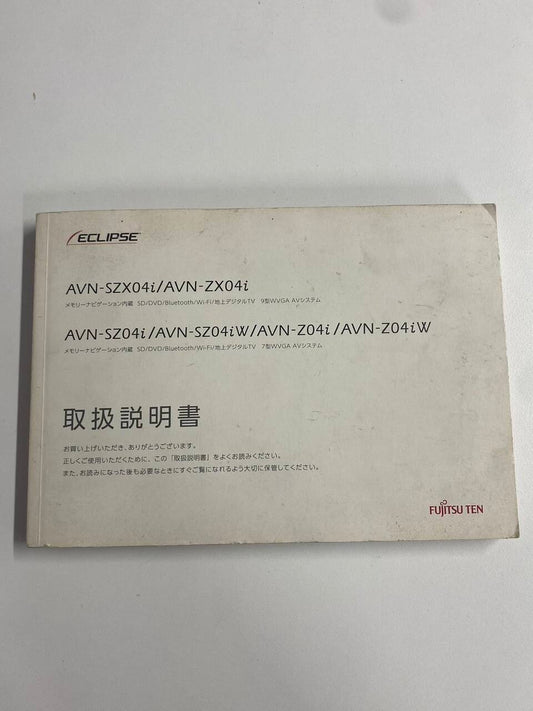 ECLIPSE
AVN-SZX04i/AVN-ZX04i
メモリーナビゲーション内蔵 SD/DVD/Bluetooth/Wi-Fi/地上デジタルTV 9型WVGA AVシステム
AVN-SZ04i/AVN-SZ04iW/AVN-Z04i/AVN-Z04iW
メモリーナビゲーション内蔵 SD/DVD/Bluetooth/Wi-Fi/地上デジタルTV 7型WVGA AVシステム
取扱説明書
お買い上げいただき、ありがとうございます。
正しくご使用いただくために、この「取扱説明書」をよくお読みください。
また、お読みになった後も必要なときにすぐご覧になれるよう大切に保管してください。
FUJITSU TEN